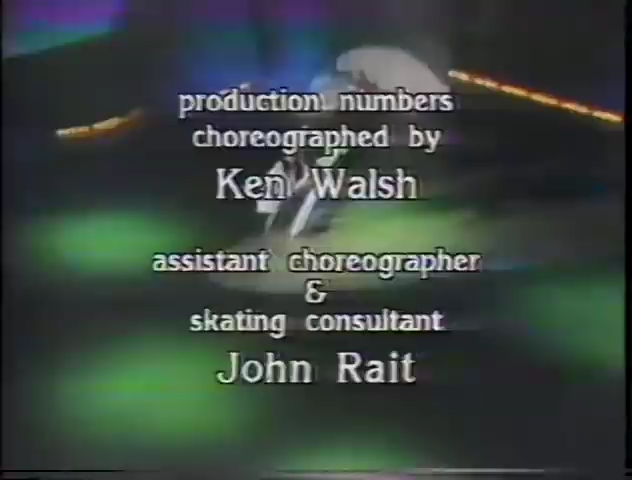 production numbers
choreographed by
Ken Walsh
assistant choreographer
&
skating consultant
John Rait